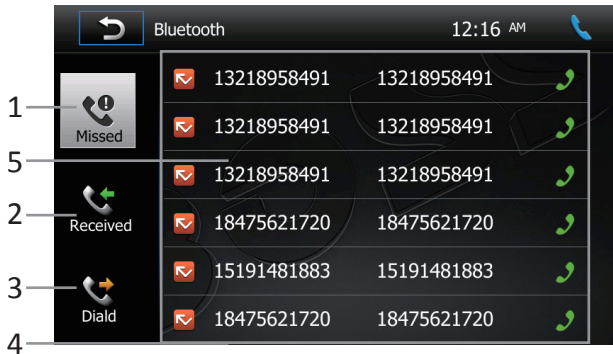 Bluetooth 12:16 AM
1 Missed
5
2 Received
3 Diald
4
13218958491 13218958491
13218958491 13218958491
13218958491 13218958491
18475621720 18475621720
15191481883 15191481883
18475621720 18475621720